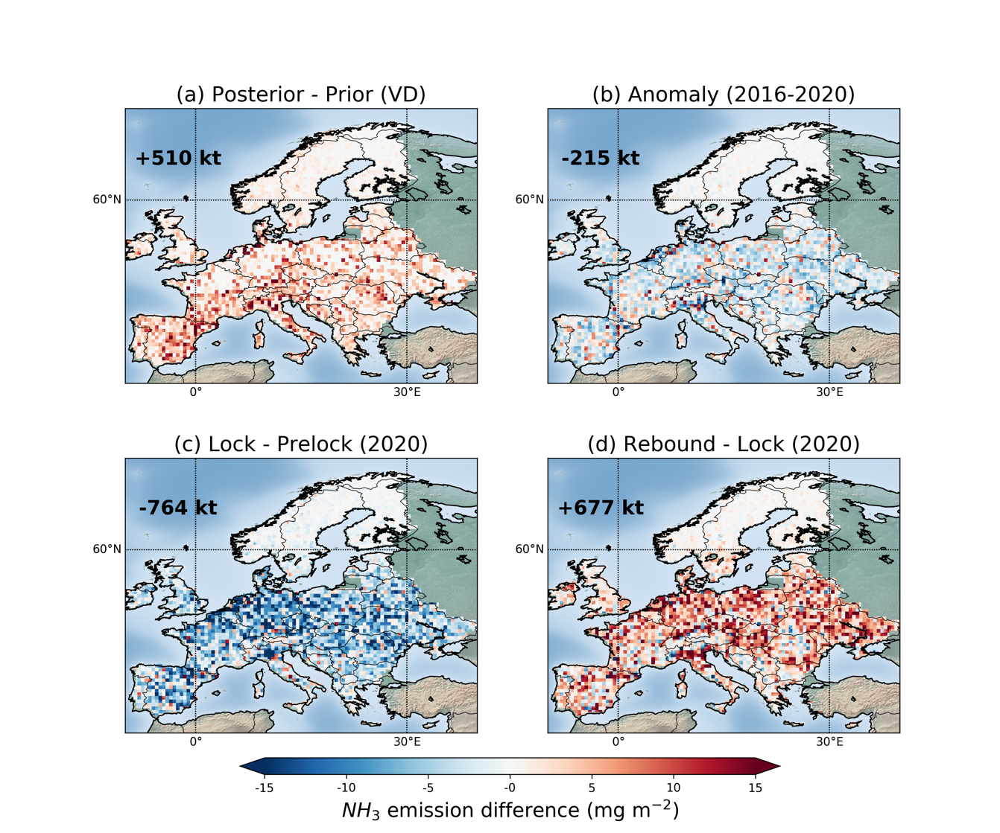 (a) Posterior - Prior (VD)
(b) Anomaly (2016-2020)
+510 kt
-215 kt
60°N
60°N
0°
30°E
0°
30°E
(c) Lock - Prelock (2020)
(d) Rebound - Lock (2020)
-764 kt
+677 kt
60°N
60°N
0°
30°E
0°
30°E
-15
-10
-5
-0
5
10
15
NH₃ emission difference (mg m⁻²)